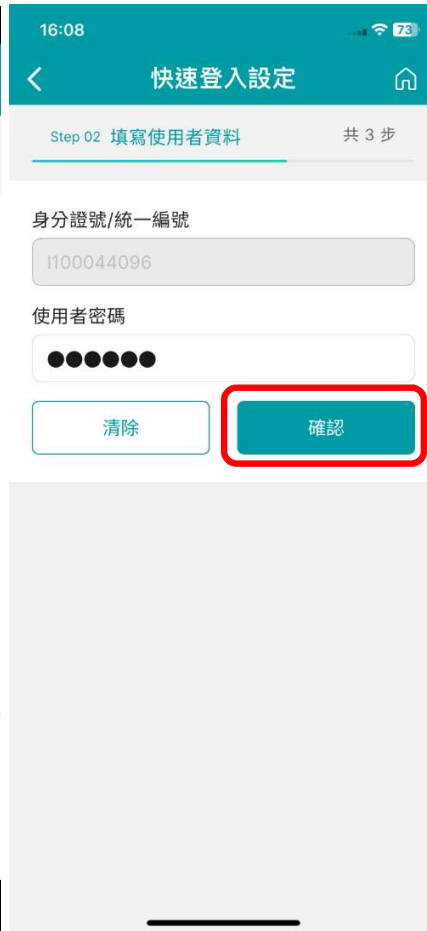 16:08
73
快速登入設定
Step 02 填寫使用者資料 共 3 步
身分證號/統一編號
I100044096
使用者密碼
●●●●●●
清除 確認